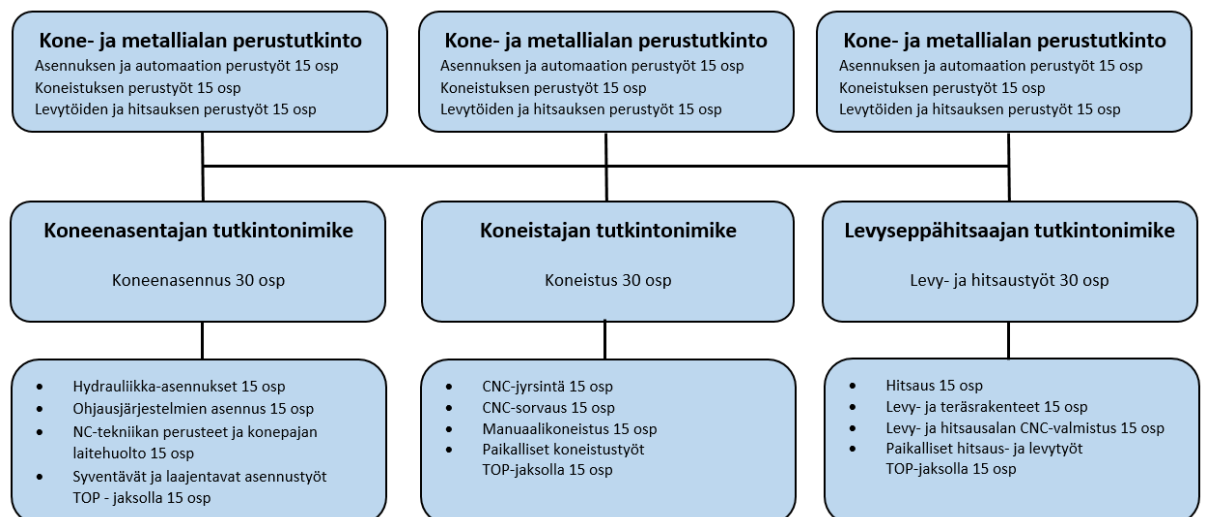 Kone- ja metallialan perustutkinto
Asennuksen ja automaation perustyöt 15 osp
Koneistuksen perustyöt 15 osp
Levytöiden ja hitsauksen perustyöt 15 osp
Kone- ja metallialan perustutkinto
Asennuksen ja automaation perustyöt 15 osp
Koneistuksen perustyöt 15 osp
Levytöiden ja hitsauksen perustyöt 15 osp
Kone- ja metallialan perustutkinto
Asennuksen ja automaation perustyöt 15 osp
Koneistuksen perustyöt 15 osp
Levytöiden ja hitsauksen perustyöt 15 osp
Koneenasentajan tutkintonimike
Koneenasennus 30 osp
Koneistajan tutkintonimike
Koneistus 30 osp
Levyseppähitsaajan tutkintonimike
Levy- ja hitsaustyöt 30 osp
• Hydrauliikka-asennukset 15 osp
• Ohjausjärjestelmien asennus 15 osp
• NC-tekniikan perusteet ja konepajan
laitehuolto 15 osp
• Syventävät ja laajentavat asennustyöt
TOP - jaksolla 15 osp
• CNC-jyrsintä 15 osp
• CNC-sorvaus 15 osp
• Manuaalikoneistus 15 osp
• Paikalliset koneistustyöt
TOP-jaksolla 15 osp
• Hitsaus 15 osp
• Levy- ja teräsrakenteet 15 osp
• Levy- ja hitsausalan CNC-valmistus 15 osp
• Paikalliset hitsaus- ja levytyöt
TOP-jaksolla 15 osp